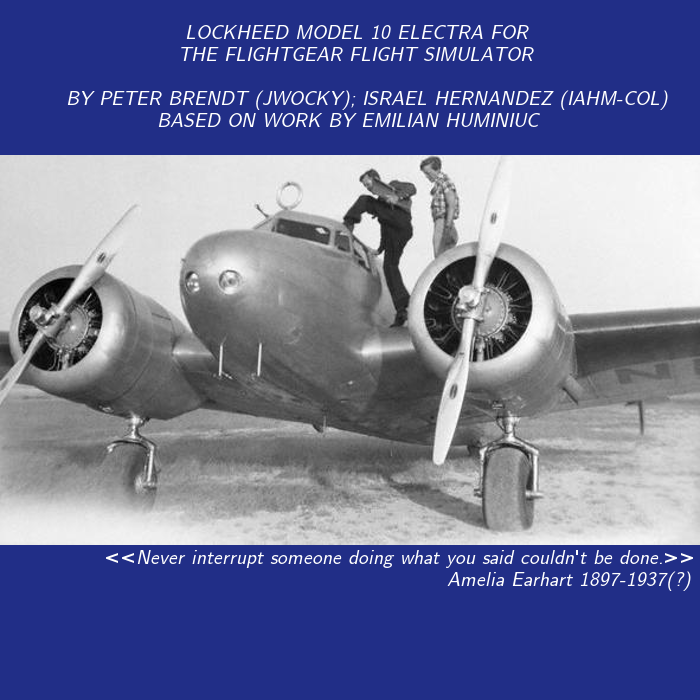 LOCKHEED MODEL 10 ELECTRA FOR
THE FLIGHTGEAR FLIGHT SIMULATOR
BY PETER BRENDT (JWOCKY); ISRAEL HERNANDEZ (IAHM-COL)
BASED ON WORK BY EMILIAN HUMINIUC
<<Never interrupt someone doing what you said couldn't be done.>>
Amelia Earhart 1897-1937(?)